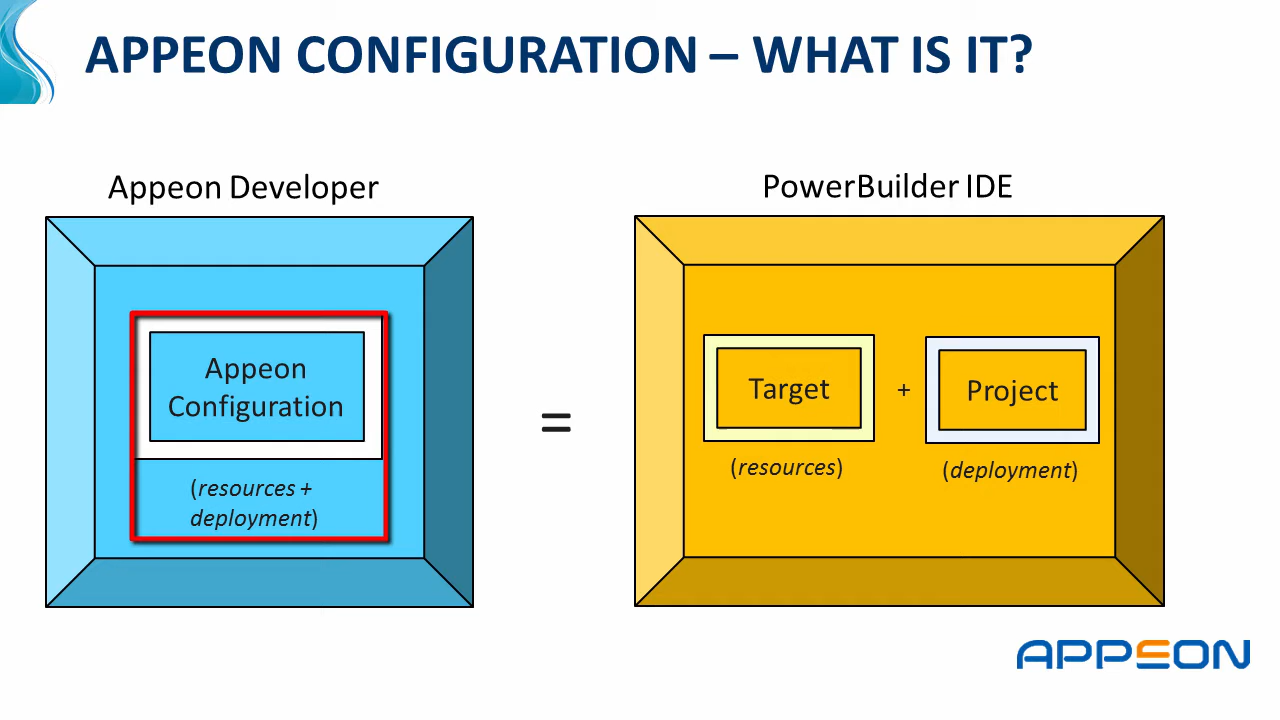 APPEON CONFIGURATION – WHAT IS IT?
Appeon Developer
Appeon
Configuration
(resources +
deployment)
=
PowerBuilder IDE
Target
+
Project
(resources)
(deployment)
APPEON